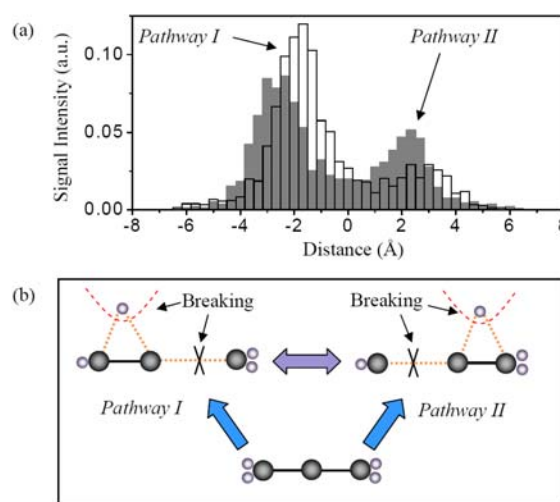 (a)
Pathway I
Pathway II
Signal Intensity (a.u.)
0.10
0.05
0.00
-8 -6 -4 -2 0 2 4 6 8
Distance (Å)
(b)
Breaking
Breaking
Pathway I
Pathway II